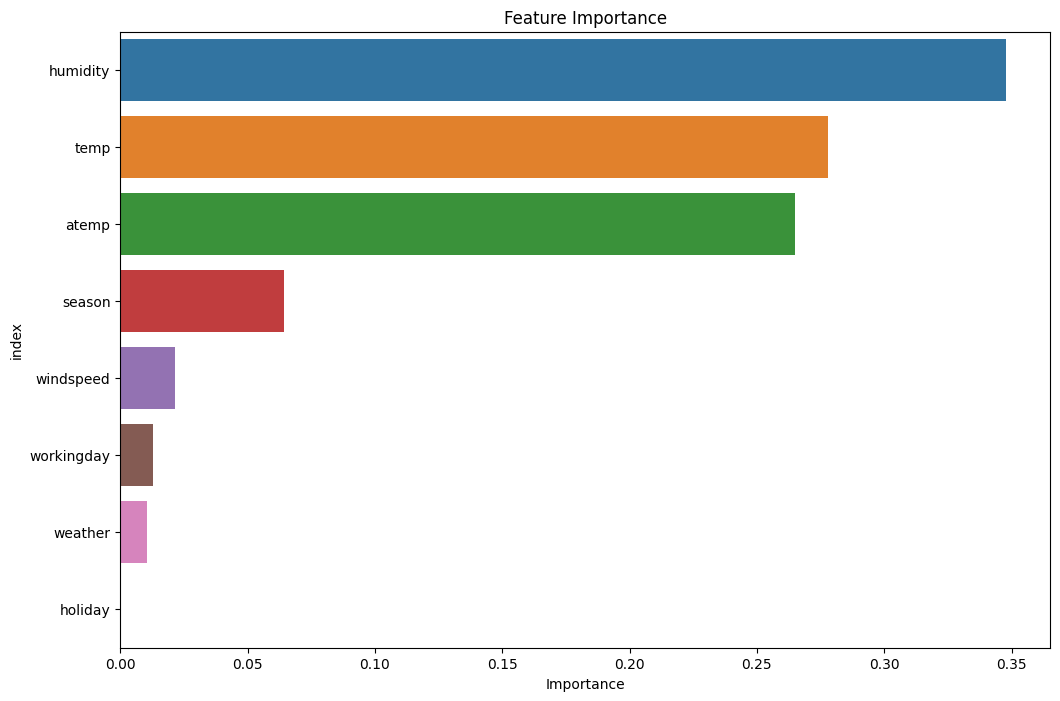 Feature Importance
humidity
temp
atemp
season
windspeed
workingday
weather
holiday
index
0.00 0.05 0.10 0.15 0.20 0.25 0.30 0.35
Importance